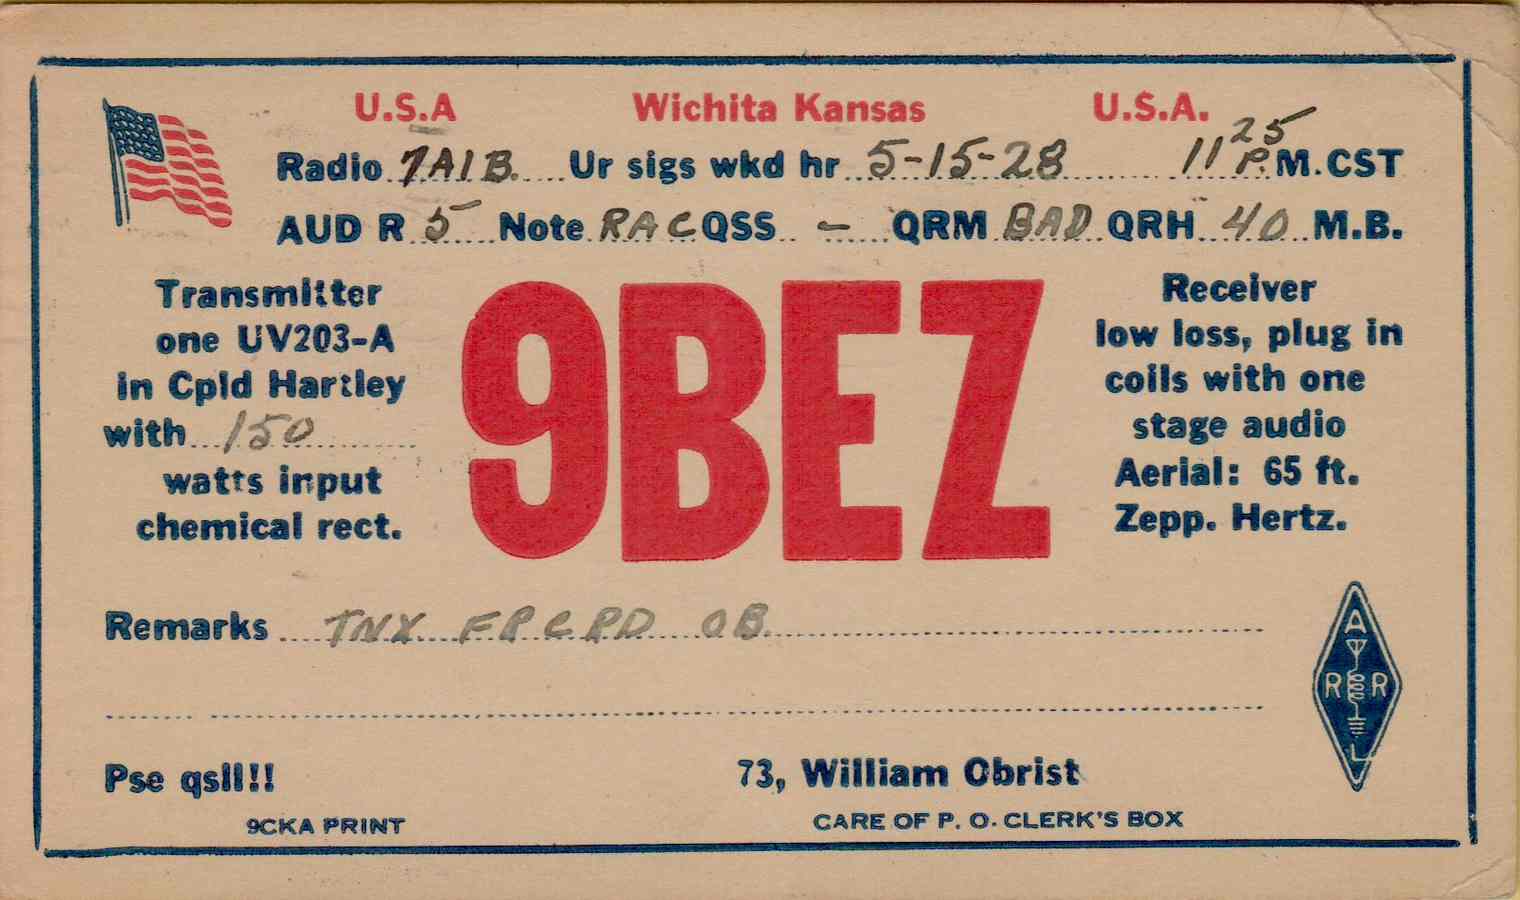 U.S.A Wichita Kansas U.S.A.
Radio 7AIB. Ur sigs wkd hr 5-15-28 11 25 P.M. CST
AUD R 5 Note RAC QSS - QRM BAD QRH 40 M.B.
Transmitter
one UV203-A
in Cpld Hartley
with 150
watts input
chemical rect.
9BEZ
Receiver
low loss, plug in
coils with one
stage audio
Aerial: 65 ft.
Zepp. Hertz.
Remarks TNX FR CRD OB.
A
R R
L
Pse qsll!!
73, William Obrist
9CKA PRINT
CARE OF P. O. CLERK'S BOX